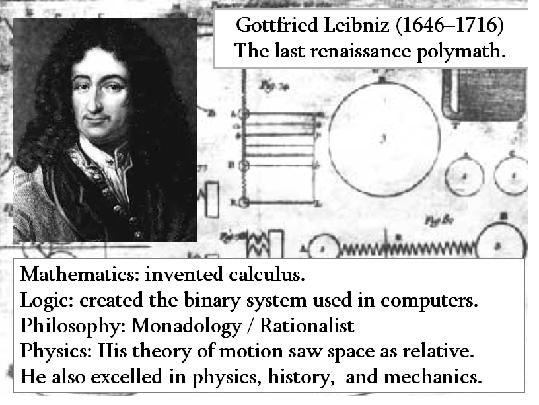 Gottfried Leibniz (1646–1716)
The last renaissance polymath.
Mathematics: invented calculus.
Logic: created the binary system used in computers.
Philosophy: Monadology / Rationalist
Physics: His theory of motion saw space as relative.
He also excelled in physics, history, and mechanics.